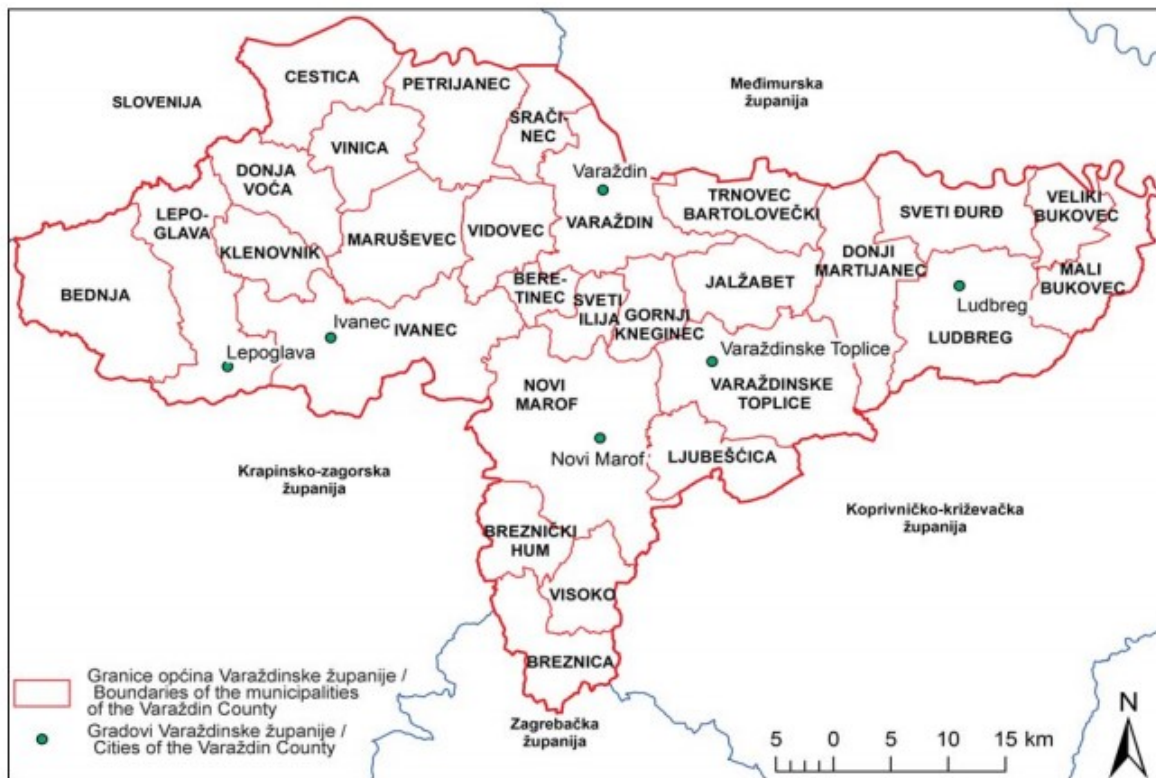 CESTICA
PETRIJANEC
Međimurska
županija
SLOVENIJA
SRAČI-
NEC
VINICA
DONJA
VOĆA
Varaždin
TRNOVEC
BARTOLOVEČKI
VELIKI
BUKOVEC
SVETI ĐURĐ
LEPO-
GLAVA
VARAŽDIN
MARUŠEVEC
VIDOVEC
KLENOVNIK
DONJI
MARTIJANEC
MALI
BUKOVEC
BEDNJA
BERE-
TINEC
SVETI
ILIJA
JALŽABET
GORNJI
KNEGINEC
Ludbreg
Ivanec
IVANEC
LUDBREG
Lepoglava
Varaždinske Toplice
NOVI
MAROF
VARAŽDINSKE
TOPLICE
Novi Marof
LJUBEŠĆICA
Krapinsko-zagorska
županija
Koprivničko-križevačka
županija
BREZNIČKI
HUM
VISOKO
BREZNICA
Granice općina Varaždinske županije /
Boundaries of the municipalities
of the Varaždin County
Gradovi Varaždinske županije /
Cities of the Varaždin County
Zagrebačka
županija
N
5 0 5 10 15 km